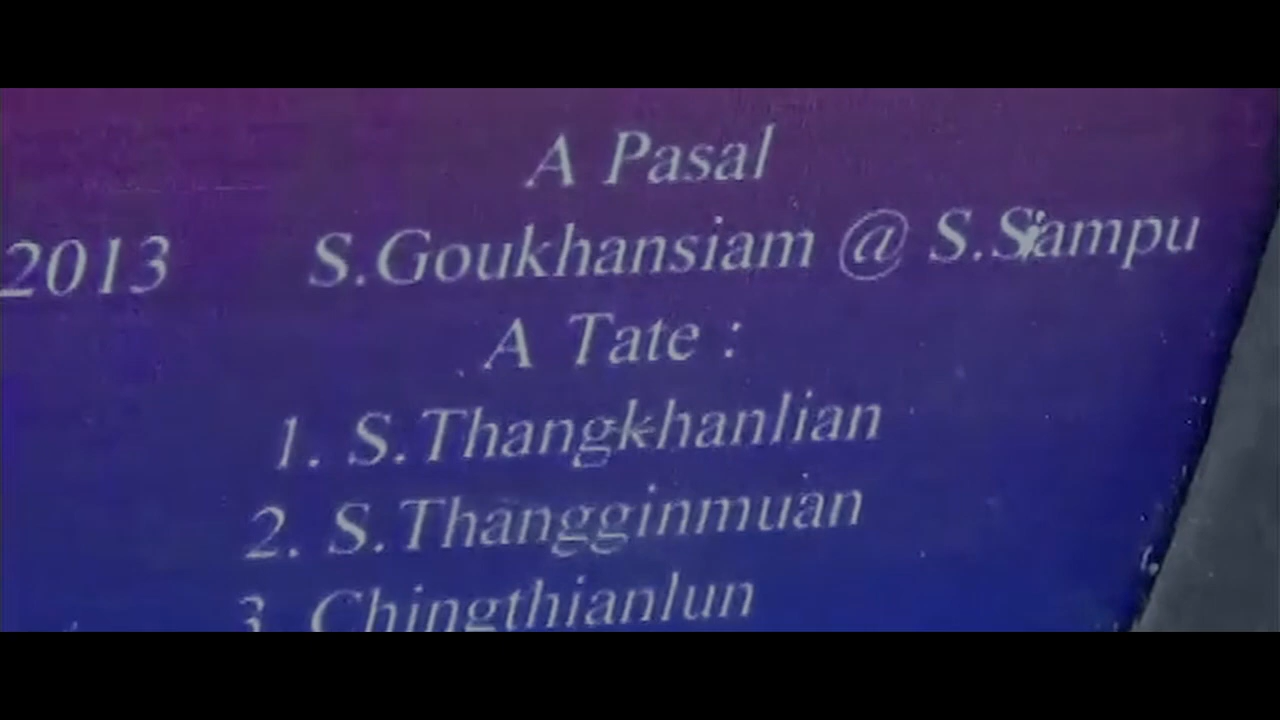 A Pasal
2013 S.Goukhansiam @ S.Sampu
A Tate :
1. S.Thangkhanlian
2. S.Thangginmuan
3. Chingthianlun